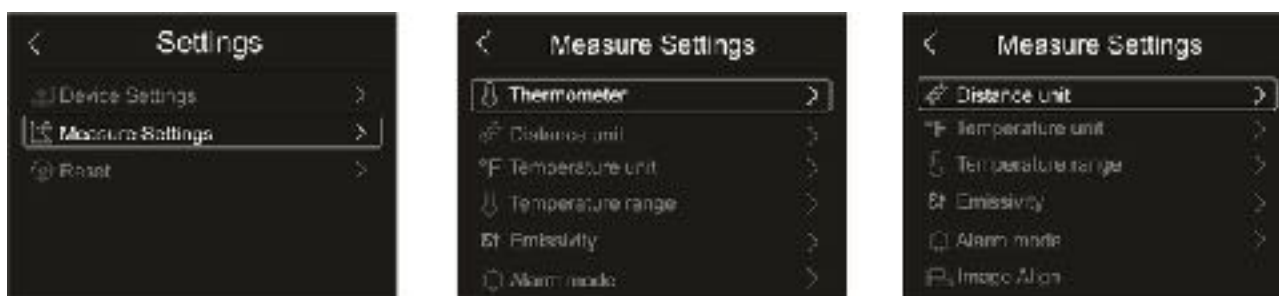 Settings
Device Settings
Measure Settings
Reset
Measure Settings
Thermometer
Distance unit
°F Temperature unit
Temperature range
Emissivity
Alarm mode
Measure Settings
Distance unit
°F Temperature unit
Temperature range
Emissivity
Alarm mode
Image Align